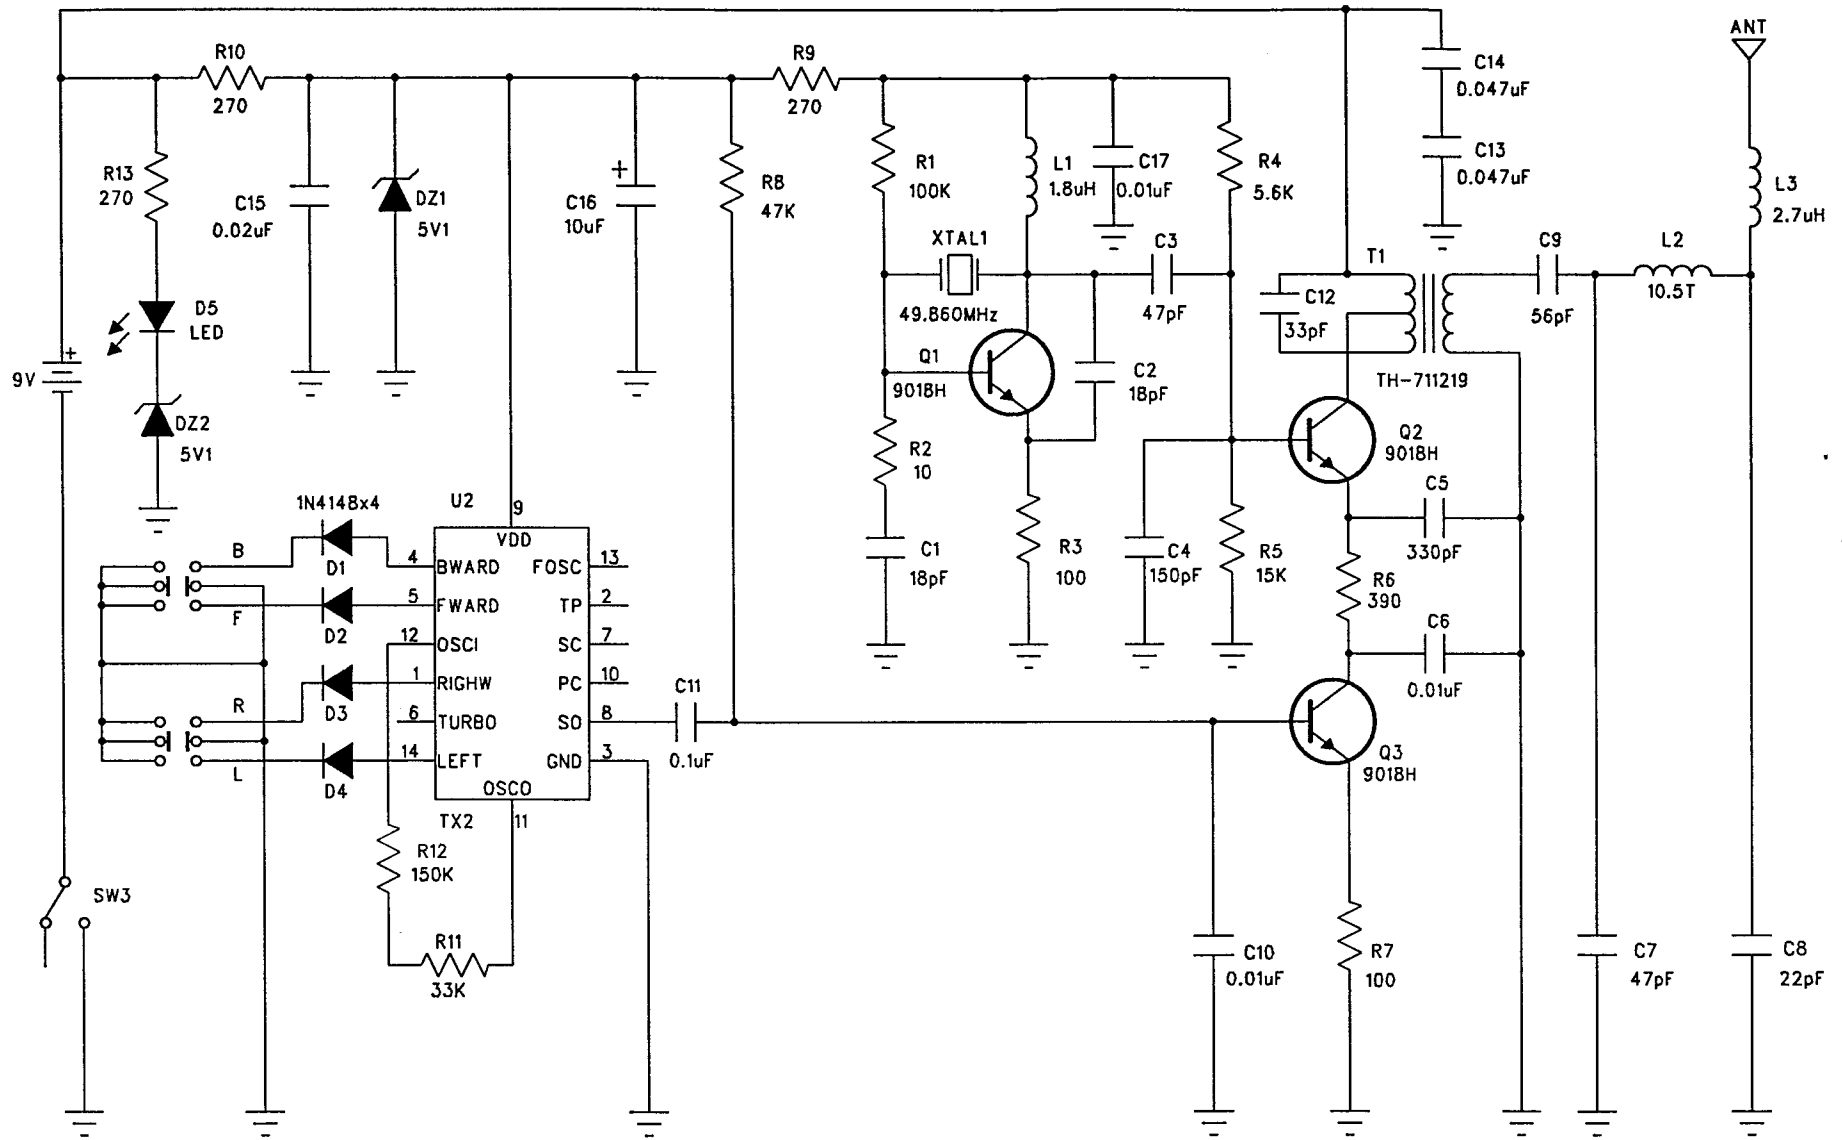 ANT
R10
270
R9
270
C14
0.047uF
C13
0.047uF
R13
270
C15
0.02uF
DZ1
5V1
C16
10uF
+
R8
47K
R1
100K
L1
1.8uH
C17
0.01uF
R4
5.6K
L3
2.7uH
XTAL1
49.860MHz
C3
47pF
T1
C12
33pF
TH-711219
C9
56pF
L2
10.5T
D5
LED
9V
+
DZ2
5V1
Q1
9018H
C2
18pF
Q2
9018H
R2
10
C1
18pF
R3
100
C4
150pF
R5
15K
C5
330pF
R6
390
C6
0.01uF
1N4148x4
U2
9
VDD
B
D1
4
BWARD
FOSC
13
F
D2
5
FWARD
TP
2
12
OSCI
SC
7
R
D3
1
RIGHW
PC
10
6
TURBO
SO
8
C11
0.1uF
L
D4
14
LEFT
GND
3
OSCO
TX2
11
Q3
9018H
R12
150K
SW3
R11
33K
C10
0.01uF
R7
100
C7
47pF
C8
22pF